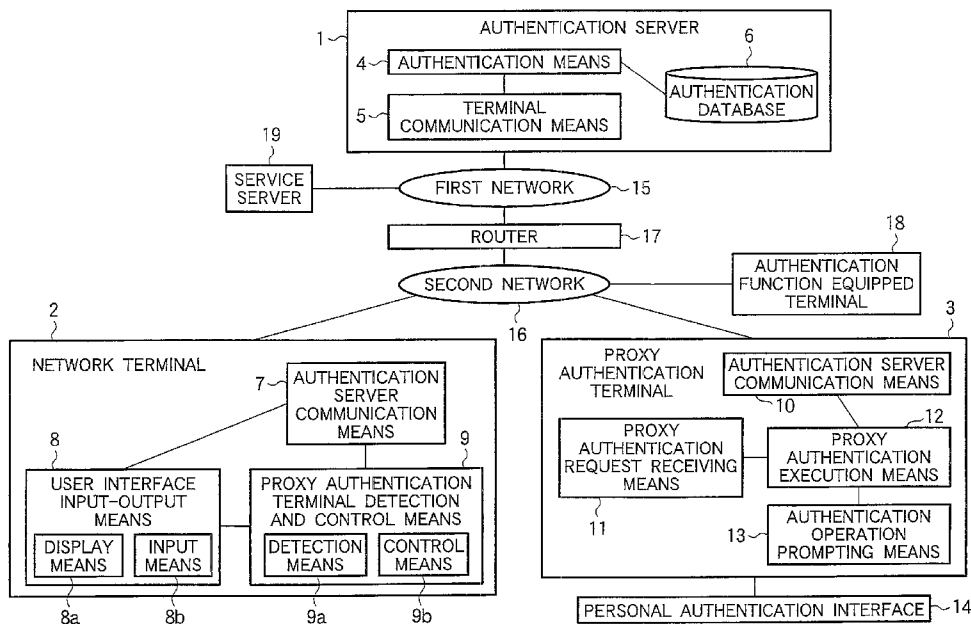 AUTHENTICATION SERVER
1
4
AUTHENTICATION MEANS
6
AUTHENTICATION
DATABASE
5
TERMINAL
COMMUNICATION MEANS
19
SERVICE
SERVER
FIRST NETWORK
15
ROUTER
17
18
SECOND NETWORK
16
AUTHENTICATION
FUNCTION EQUIPPED
TERMINAL
2
NETWORK TERMINAL
7
AUTHENTICATION
SERVER
COMMUNICATION
MEANS
8
USER INTERFACE
INPUT-OUTPUT
MEANS
DISPLAY
MEANS
INPUT
MEANS
8a
8b
9
PROXY AUTHENTICATION
TERMINAL DETECTION
AND CONTROL MEANS
DETECTION
MEANS
CONTROL
MEANS
9a
9b
3
PROXY
AUTHENTICATION
TERMINAL
AUTHENTICATION SERVER
COMMUNICATION MEANS
10
12
PROXY
AUTHENTICATION
REQUEST RECEIVING
MEANS
11
PROXY
AUTHENTICATION
EXECUTION MEANS
13
AUTHENTICATION
OPERATION
PROMPTING MEANS
PERSONAL AUTHENTICATION INTERFACE
14